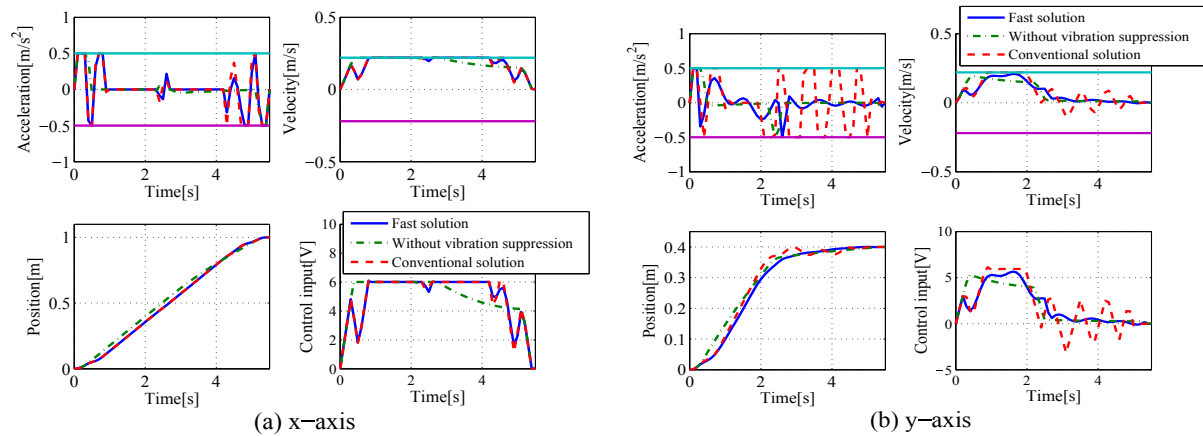 Acceleration[m/s²]
1
0.5
0
−0.5
−1
0 2 4
Time[s]
Velocity[m/s]
0.5
0
0.5
0 2 4
Time[s]
Position[m]
1
0.5
0
0 2 4
Time[s]
Control input[V]
10
8
6
4
2
0
0 2 4
Time[s]
Fast solution
Without vibration suppression
Conventional solution
(a) x−axis
Acceleration[m/s²]
1
0.5
0
−0.5
−1
0 2 4
Time[s]
Velocity[m/s]
0.5
0
−0.5
0 2 4
Time[s]
Fast solution
Without vibration suppression
Conventional solution
Position[m]
0.4
0.3
0.2
0.1
0
0 2 4
Time[s]
Control input[V]
10
5
0
−5
0 2 4
Time[s]
(b) y−axis